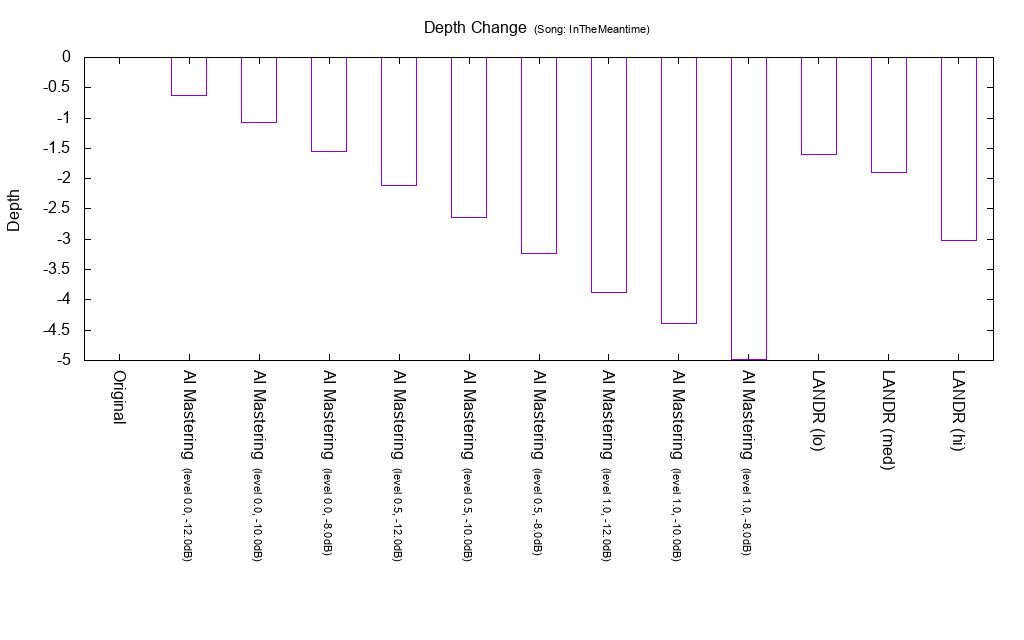 Depth Change (Song: InTheMeantime)
0
-0.5
-1
-1.5
-2
-2.5
-3
-3.5
-4
-4.5
-5
Depth
Original
AI Mastering (level 0.0, -12.0dB)
AI Mastering (level 0.0, -10.0dB)
AI Mastering (level 0.0, -8.0dB)
AI Mastering (level 0.5, -12.0dB)
AI Mastering (level 0.5, -10.0dB)
AI Mastering (level 0.5, -8.0dB)
AI Mastering (level 1.0, -12.0dB)
AI Mastering (level 1.0, -10.0dB)
AI Mastering (level 1.0, -8.0dB)
LANDR (lo)
LANDR (med)
LANDR (hi)